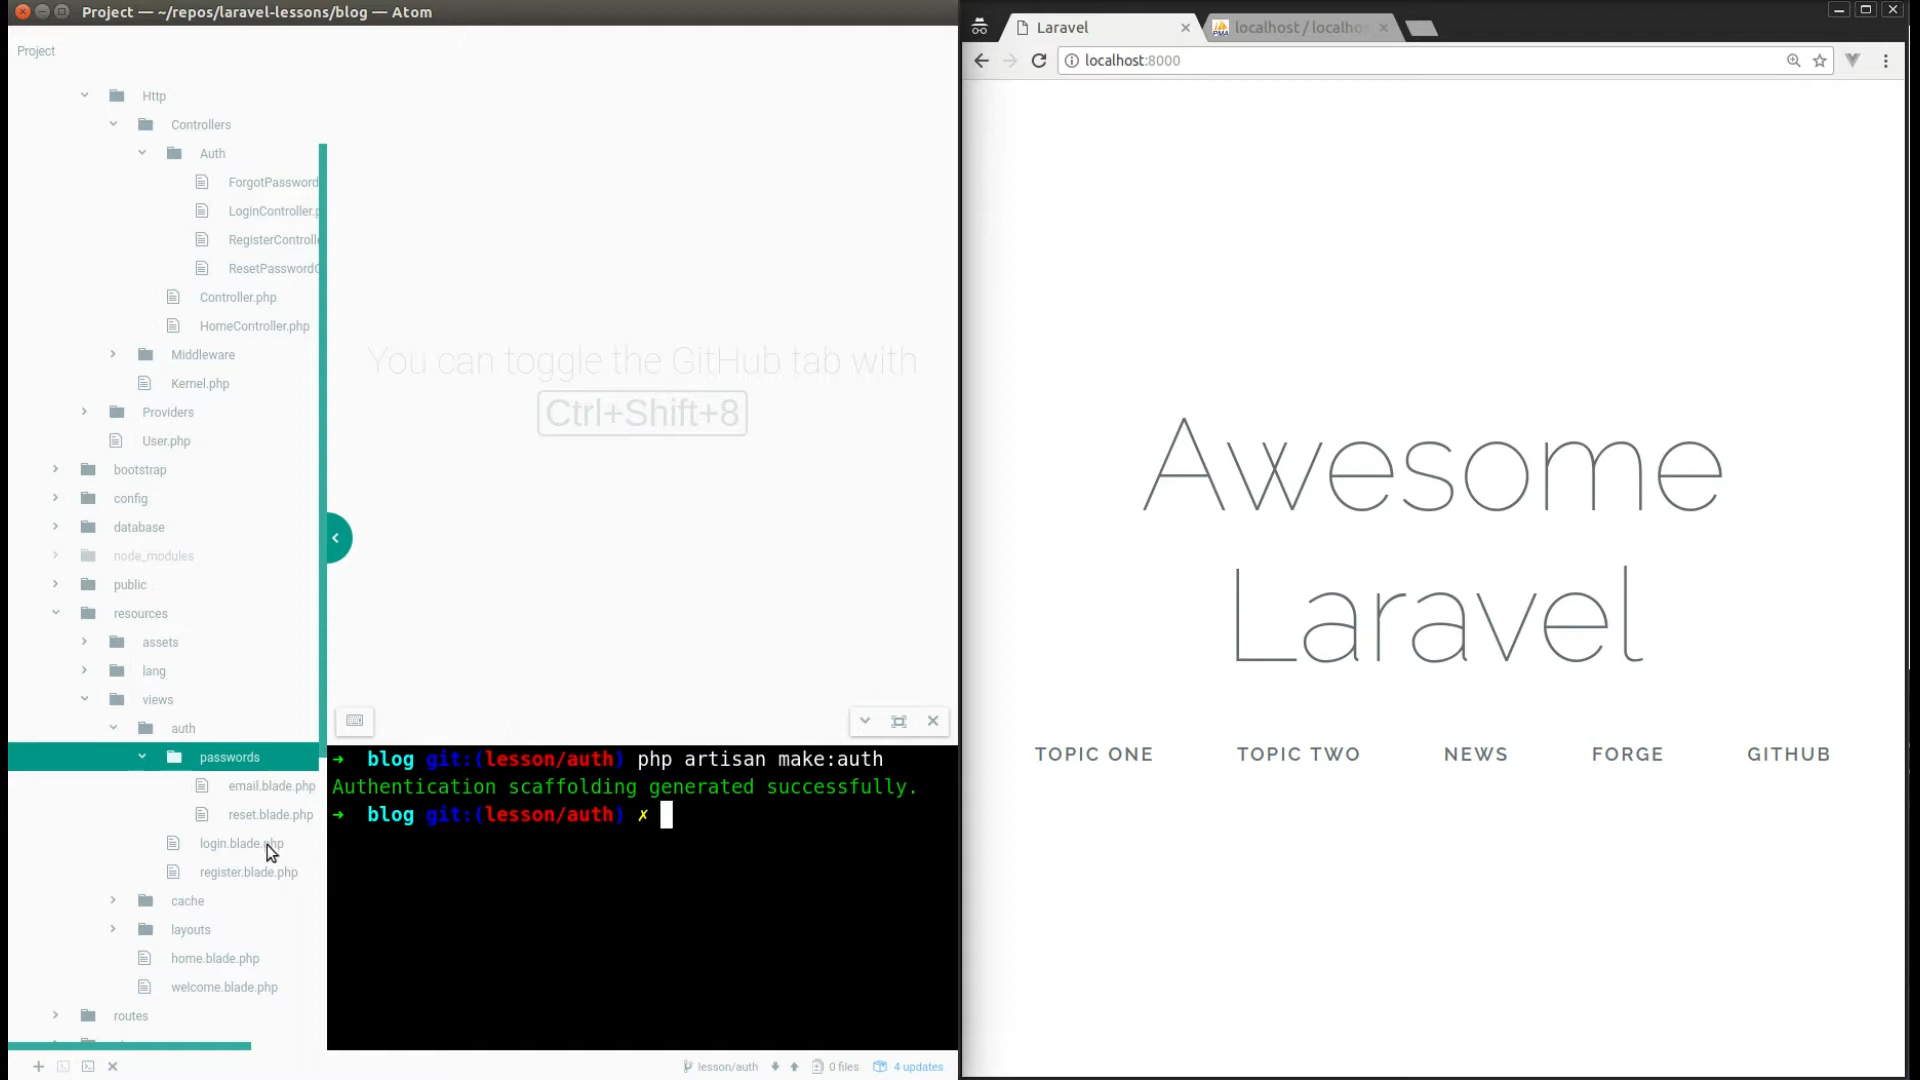 Project — ~/repos/laravel-lessons/blog — Atom
Project
Http
Controllers
Auth
ForgotPassword
LoginController.p
RegisterControlle
ResetPassword
Controller.php
HomeController.php
Middleware
Kernel.php
Providers
User.php
bootstrap
config
database
node_modules
public
resources
assets
lang
views
auth
passwords
email.blade.php
reset.blade.php
login.blade.php
register.blade.php
cache
layouts
home.blade.php
welcome.blade.php
routes
You can toggle the GitHub tab with
Ctrl+Shift+8
➜ blog git:(lesson/auth) php artisan make:auth
Authentication scaffolding generated successfully.
➜ blog git:(lesson/auth) ✗
lesson/auth 0 files 4 updates
Laravel
PMA localhost / localhos
localhost:8000
Awesome
Laravel
TOPIC ONE TOPIC TWO NEWS FORGE GITHUB